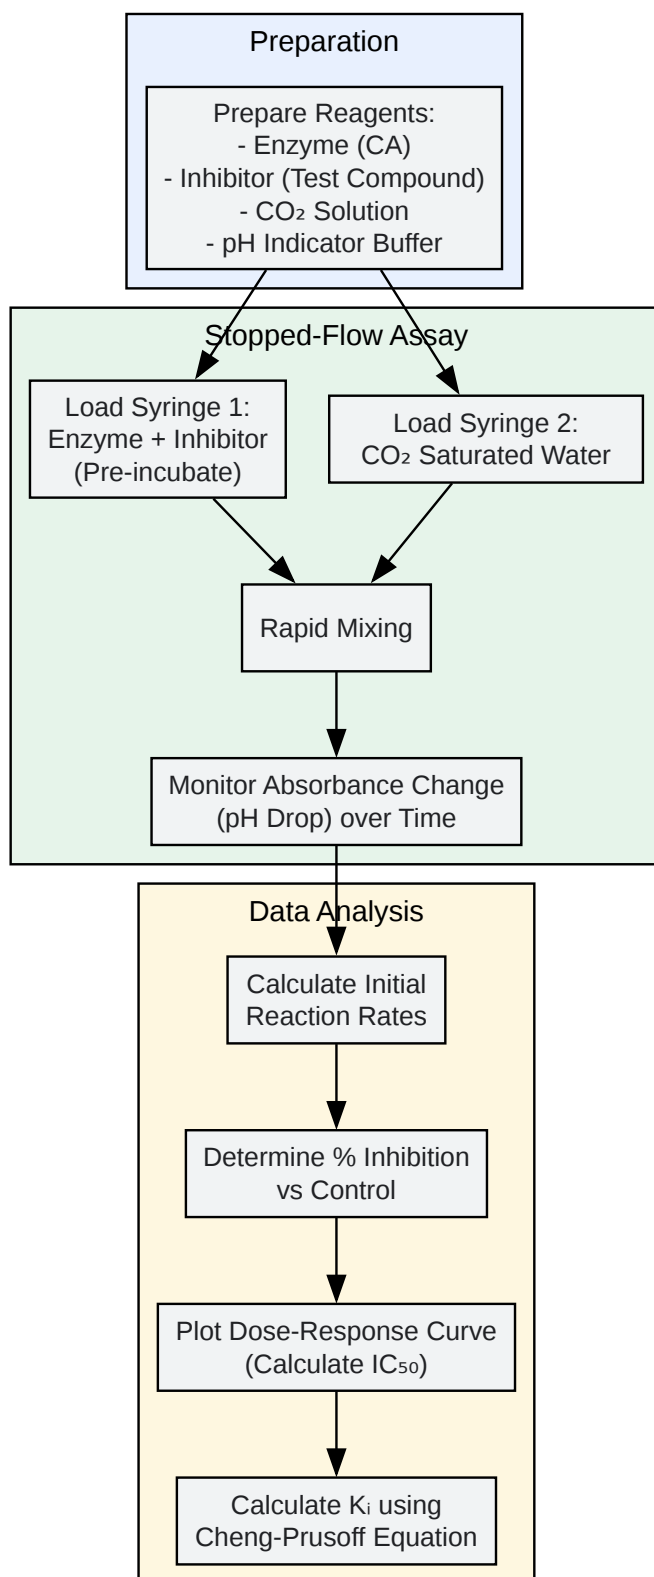 Preparation
Prepare Reagents:
- Enzyme (CA)
- Inhibitor (Test Compound)
- CO₂ Solution
- pH Indicator Buffer
Stopped-Flow Assay
Load Syringe 1:
Enzyme + Inhibitor
(Pre-incubate)
Load Syringe 2:
CO₂ Saturated Water
Rapid Mixing
Monitor Absorbance Change
(pH Drop) over Time
Data Analysis
Calculate Initial
Reaction Rates
Determine % Inhibition
vs Control
Plot Dose-Response Curve
(Calculate IC₅₀)
Calculate Kᵢ using
Cheng-Prusoff Equation